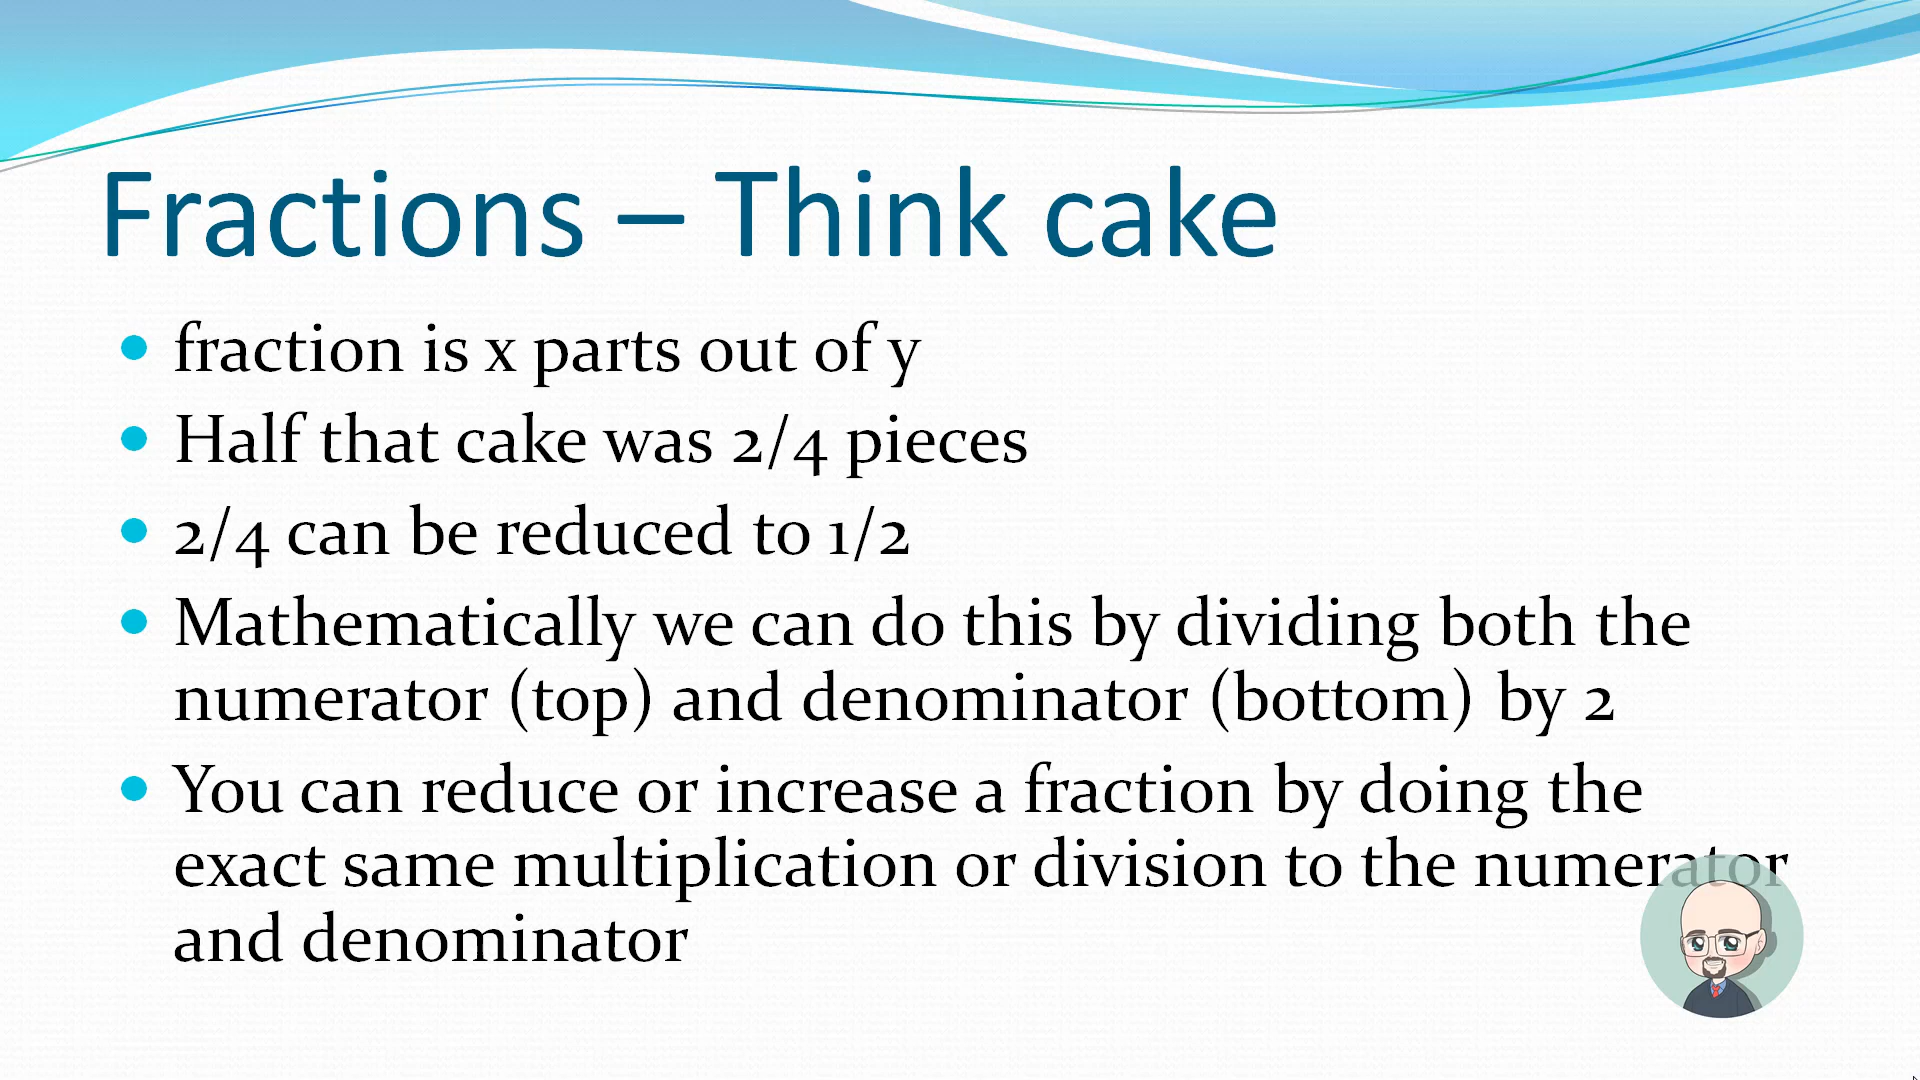 Fractions – Think cake
fraction is x parts out of y
Half that cake was 2/4 pieces
2/4 can be reduced to 1/2
Mathematically we can do this by dividing both the
numerator (top) and denominator (bottom) by 2
You can reduce or increase a fraction by doing the
exact same multiplication or division to the numerator
and denominator